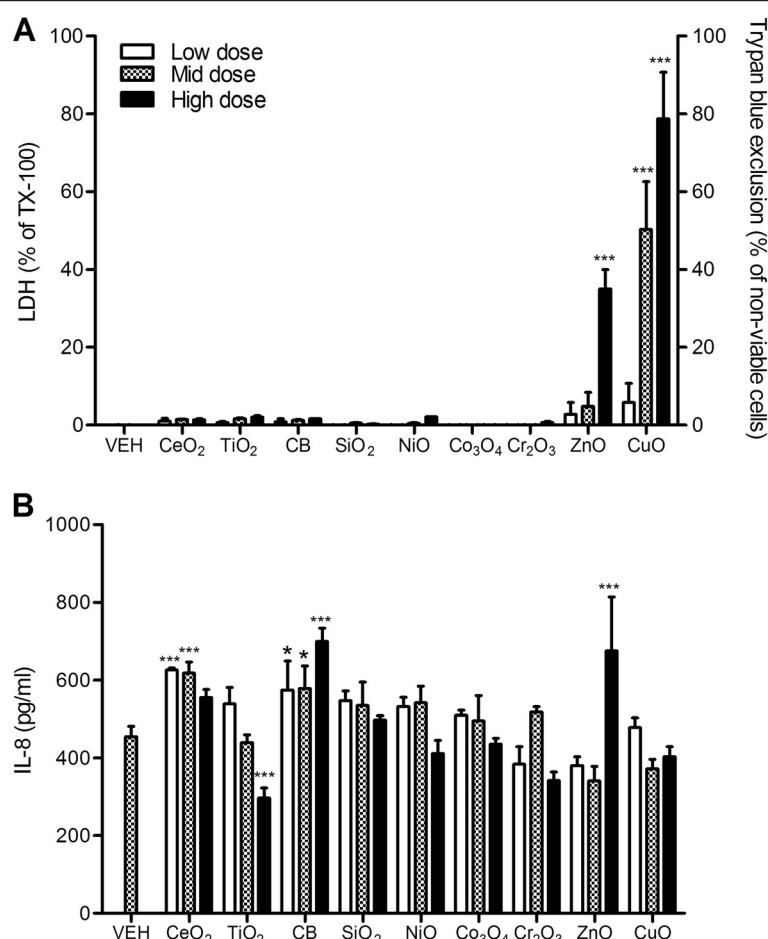 A
100
80
60
40
20
0
LDH (% of TX-100)
Low dose
Mid dose
High dose
***
***
***
100
80
60
40
20
0
Trypan blue exclusion (% of non-viable cells)
VEH CeO₂ TiO₂ CB SiO₂ NiO Co₃O₄ Cr₂O₃ ZnO CuO
B
1000
800
600
400
200
0
IL-8 (pg/ml)
*** ***
***
* * ***
***
VEH CeO₂ TiO₂ CB SiO₂ NiO Co₃O₄ Cr₂O₃ ZnO CuO